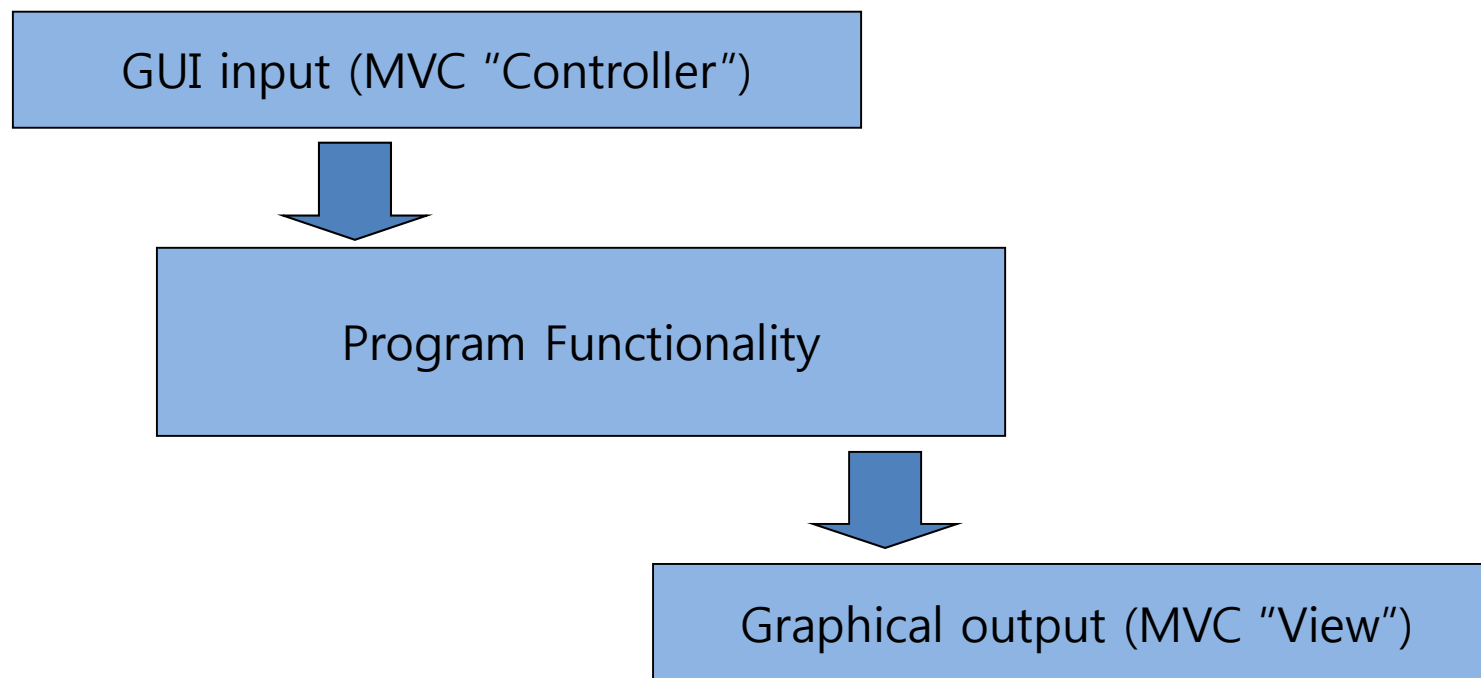 GUI input (MVC "Controller")
Program Functionality
Graphical output (MVC "View")